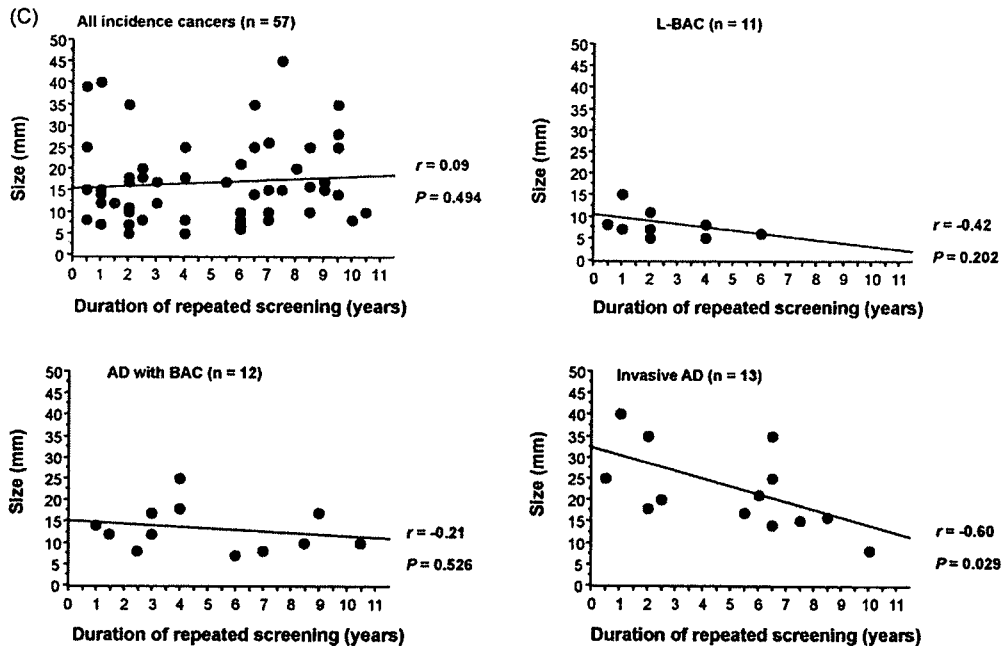 (C)
All incidence cancers (n = 57)
50
45
40
35
30
25
20
15
10
5
0
Size (mm)
0 1 2 3 4 5 6 7 8 9 10 11
Duration of repeated screening (years)
r = 0.09
P = 0.494
L-BAC (n = 11)
50
45
40
35
30
25
20
15
10
5
0
Size (mm)
0 1 2 3 4 5 6 7 8 9 10 11
Duration of repeated screening (years)
r = -0.42
P = 0.202
AD with BAC (n = 12)
50
45
40
35
30
25
20
15
10
5
0
Size (mm)
0 1 2 3 4 5 6 7 8 9 10 11
Duration of repeated screening (years)
r = -0.21
P = 0.526
Invasive AD (n = 13)
50
45
40
35
30
25
20
15
10
5
0
Size (mm)
0 1 2 3 4 5 6 7 8 9 10 11
Duration of repeated screening (years)
r = -0.60
P = 0.029